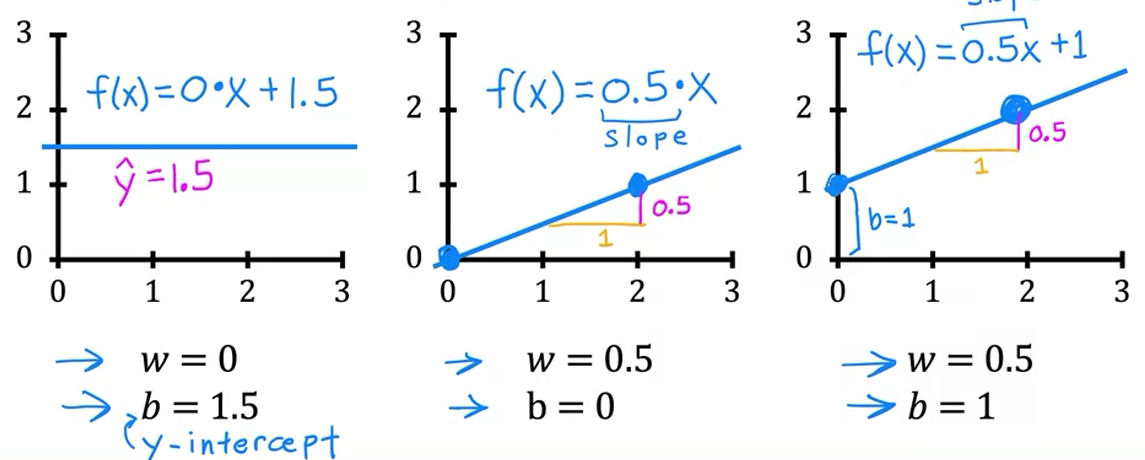 3
2
1
0
0 1 2 3
f(x)=0•x+1.5
ŷ=1.5
→ w = 0
→ b = 1.5
y-intercept
3
2
1
0
0 1 2 3
f(x)=0.5•x
slope
0.5
1
→ w = 0.5
→ b = 0
3
2
1
0
0 1 2 3
f(x)=0.5x+1
0.5
1
b=1
→ w = 0.5
→ b = 1